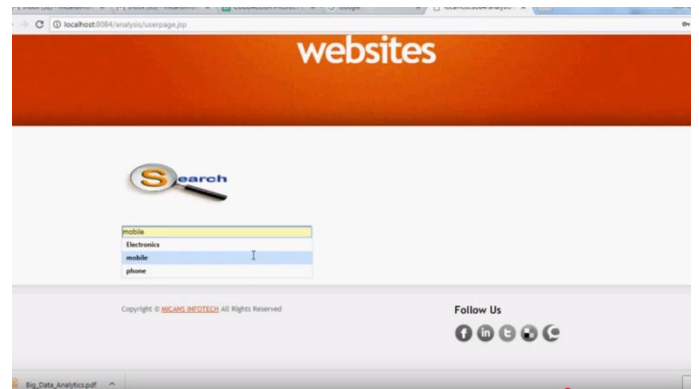 localhost:8084/analysis/userpage.jsp
websites
Search
mobile
Electronics
mobile
phone
Copyright © MICANS INFOTECH All Rights Reserved
Follow Us
Big_Data_Analytics.pdf